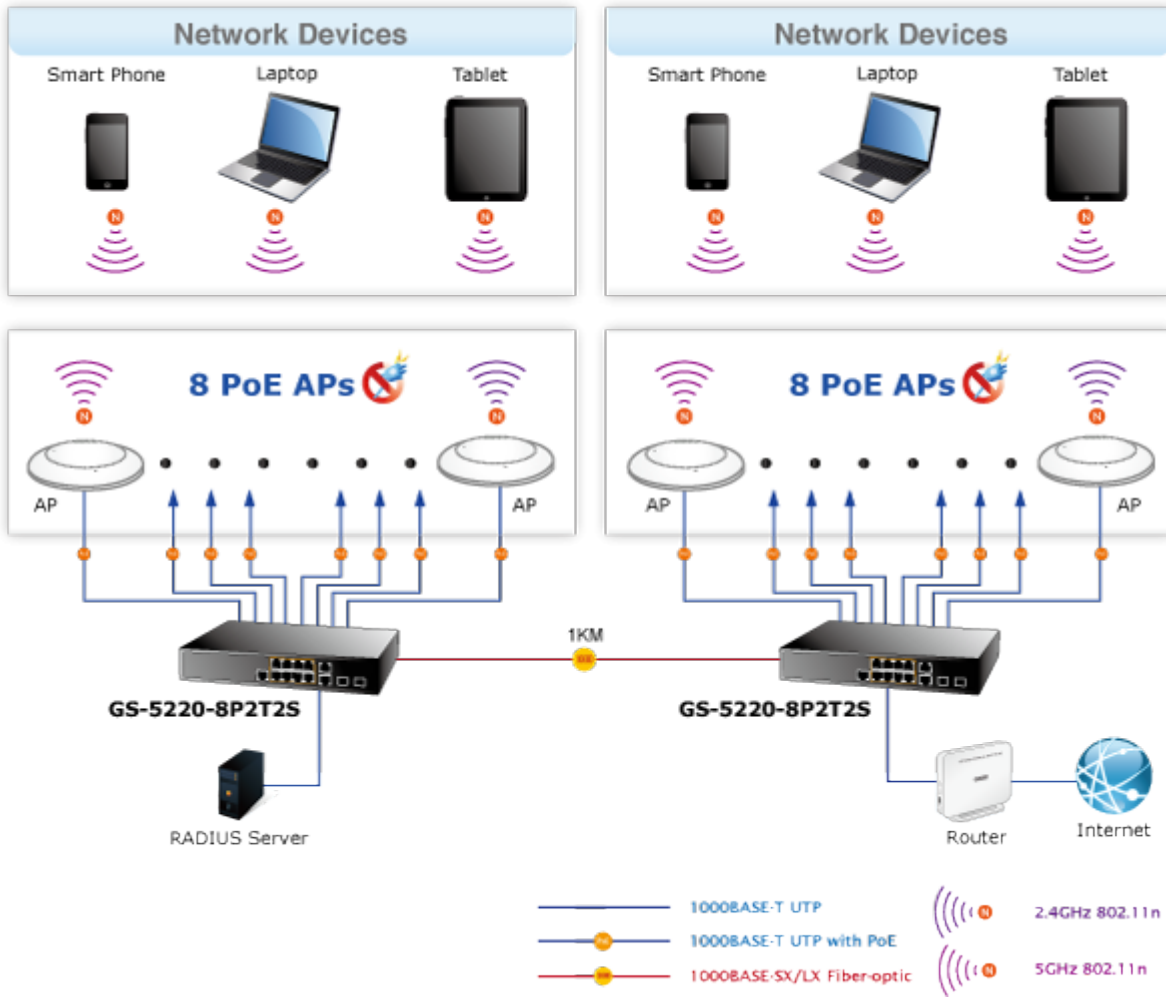 Network Devices
Smart Phone
Laptop
Tablet
Network Devices
Smart Phone
Laptop
Tablet
N
N
N
N
N
N
8 PoE APs
N
N
AP
AP
8 PoE APs
N
N
AP
AP
1KM
GS-5220-8P2T2S
GS-5220-8P2T2S
RADIUS Server
Router
Internet
1000BASE-T UTP
1000BASE-T UTP with PoE
1000BASE-SX/LX Fiber-optic
N
2.4GHz 802.11n
N
5GHz 802.11n